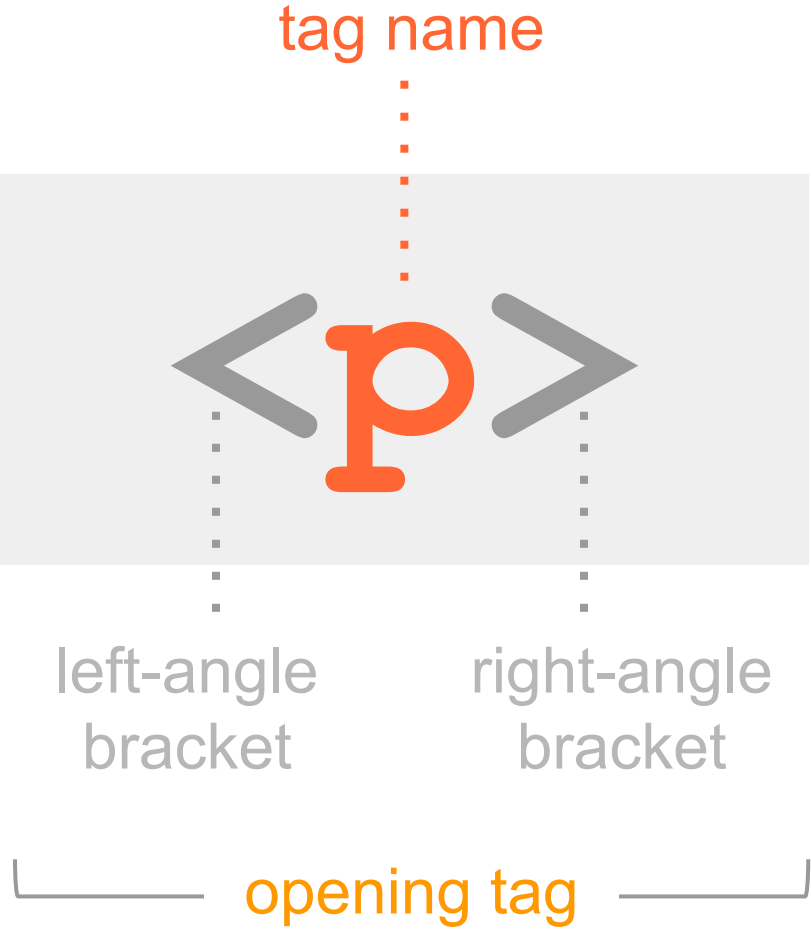 tag name
<p>
left-angle
bracket
right-angle
bracket
opening tag